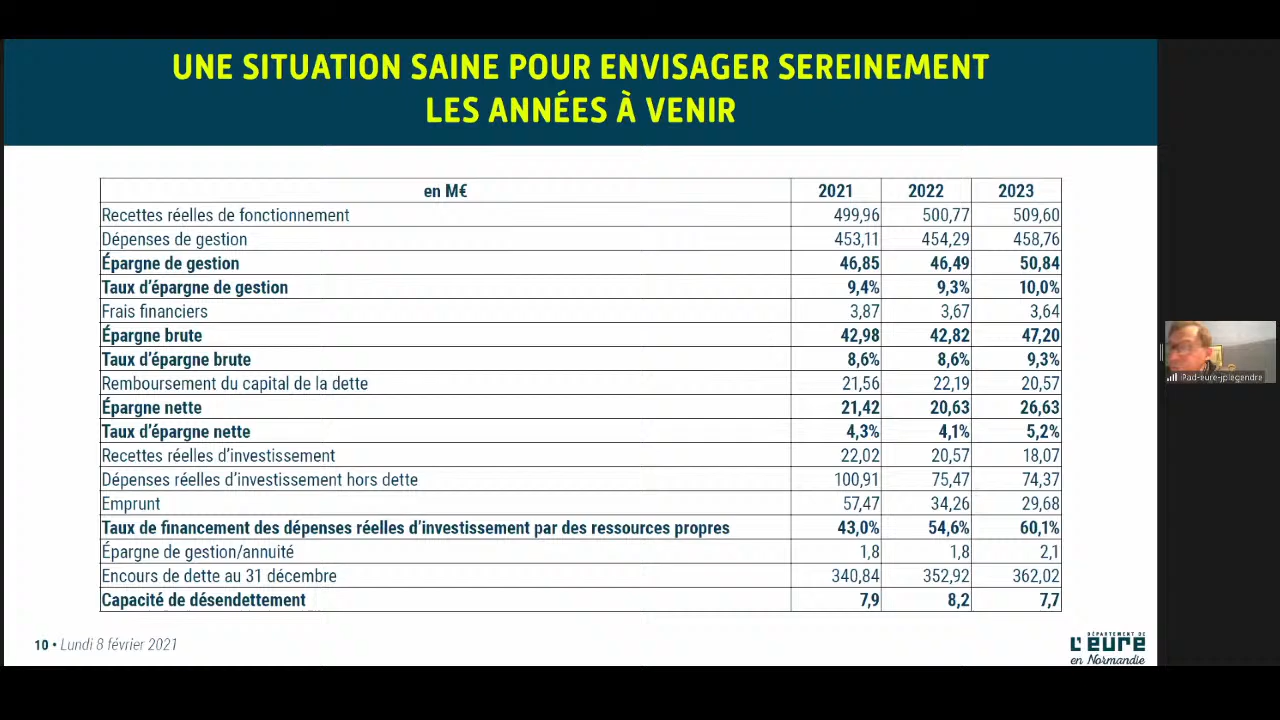 UNE SITUATION SAINE POUR ENVISAGER SEREINEMENT
LES ANNÉES À VENIR
en M€ 2021 2022 2023
Recettes réelles de fonctionnement 499,96 500,77 509,60
Dépenses de gestion 453,11 454,29 458,76
Épargne de gestion 46,85 46,49 50,84
Taux d'épargne de gestion 9,4% 9,3% 10,0%
Frais financiers 3,87 3,67 3,64
Épargne brute 42,98 42,82 47,20
Taux d'épargne brute 8,6% 8,6% 9,3%
Remboursement du capital de la dette 21,56 22,19 20,57
Épargne nette 21,42 20,63 26,63
Taux d'épargne nette 4,3% 4,1% 5,2%
Recettes réelles d'investissement 22,02 20,57 18,07
Dépenses réelles d'investissement hors dette 100,91 75,47 74,37
Emprunt 57,47 34,26 29,68
Taux de financement des dépenses réelles d'investissement par des ressources propres 43,0% 54,6% 60,1%
Épargne de gestion/annuité 1,8 1,8 2,1
Encours de dette au 31 décembre 340,84 352,92 362,02
Capacité de désendettement 7,9 8,2 7,7
iPad-eure-jplegendre
10 • Lundi 8 février 2021
DÉPARTEMENT DE
L'EURE
en Normandie